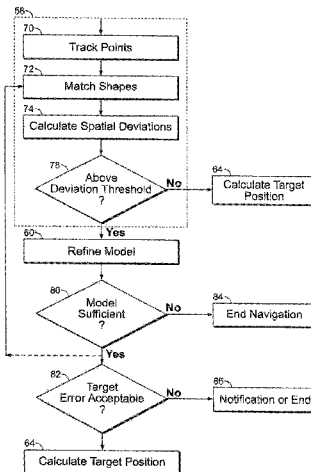 58
70
Track Points
72
Match Shapes
74
Calculate Spatial Deviations
78
Above
Deviation Threshold
?
No
64
Calculate Target
Position
Yes
60
Refine Model
80
Model
Sufficient
?
No
84
End Navigation
Yes
82
Target
Error Acceptable
?
No
86
Notification or End
64
Calculate Target Position